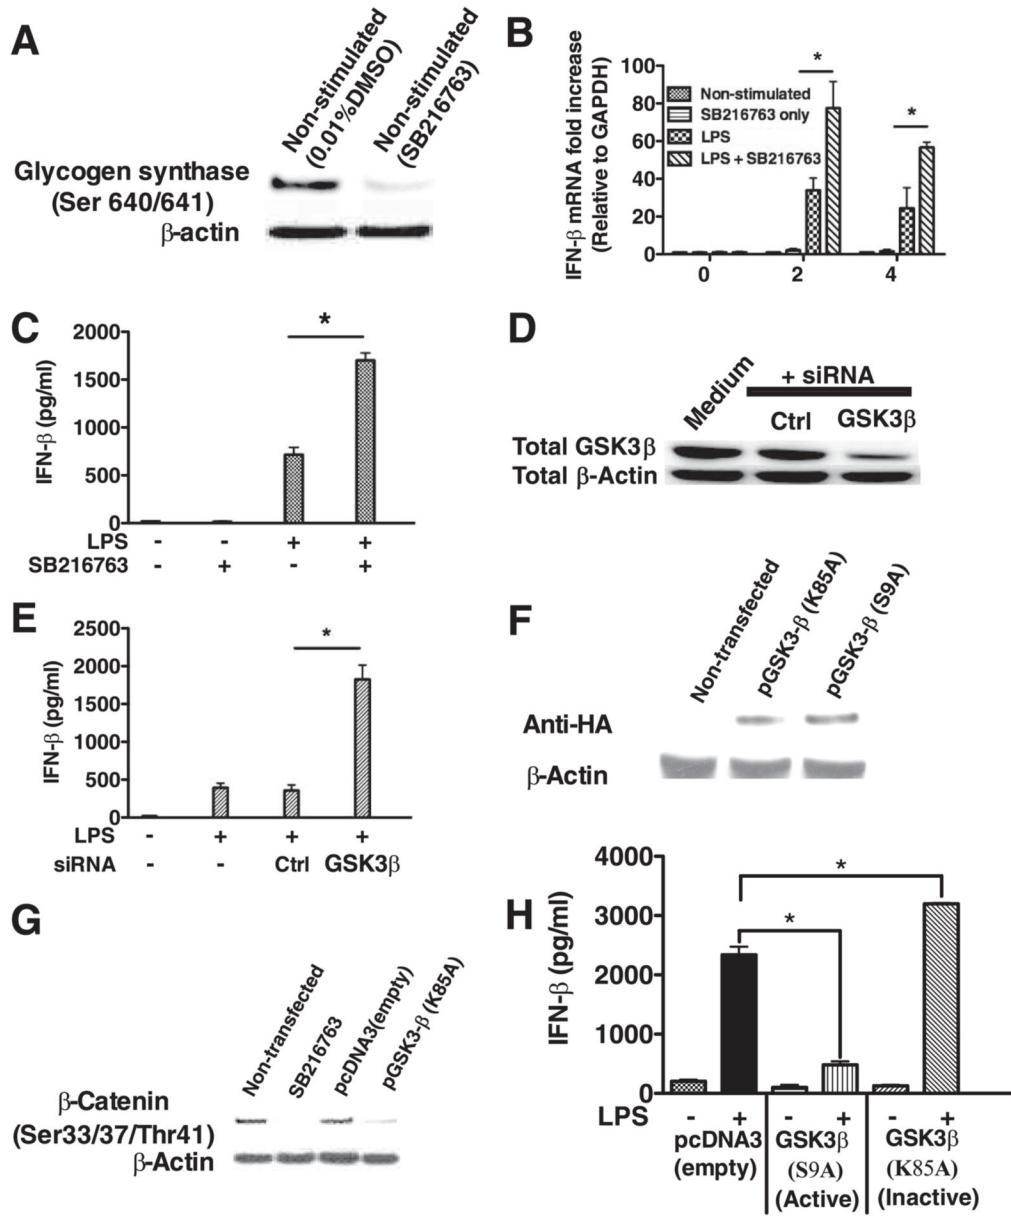 A
Non-stimulated
(0.01%DMSO)
Non-stimulated
(SB216763)
Glycogen synthase
(Ser 640/641)
β-actin
B
IFN-β mRNA fold increase
(Relative to GAPDH)
100
80
60
40
20
0
Non-stimulated
SB216763 only
LPS
LPS + SB216763
*
*
0 2 4
C
IFN-β (pg/ml)
2000
1500
1000
500
0
*
LPS - - + +
SB216763 - + - +
D
Medium
+ siRNA
Ctrl GSK3β
Total GSK3β
Total β-Actin
E
IFN-β (pg/ml)
2500
2000
1500
1000
500
0
*
LPS - + + +
siRNA - - Ctrl GSK3β
F
Non-transfected
pGSK3-β (K85A)
pGSK3-β (S9A)
Anti-HA
β-Actin
G
Non-transfected
SB216763
pcDNA3(empty)
pGSK3-β (K85A)
β-Catenin
(Ser33/37/Thr41)
β-Actin
H
IFN-β (pg/ml)
4000
3000
2000
1000
0
*
*
LPS - + - + - +
pcDNA3 GSK3β GSK3β
(empty) (S9A) (K85A)
(Active) (Inactive)